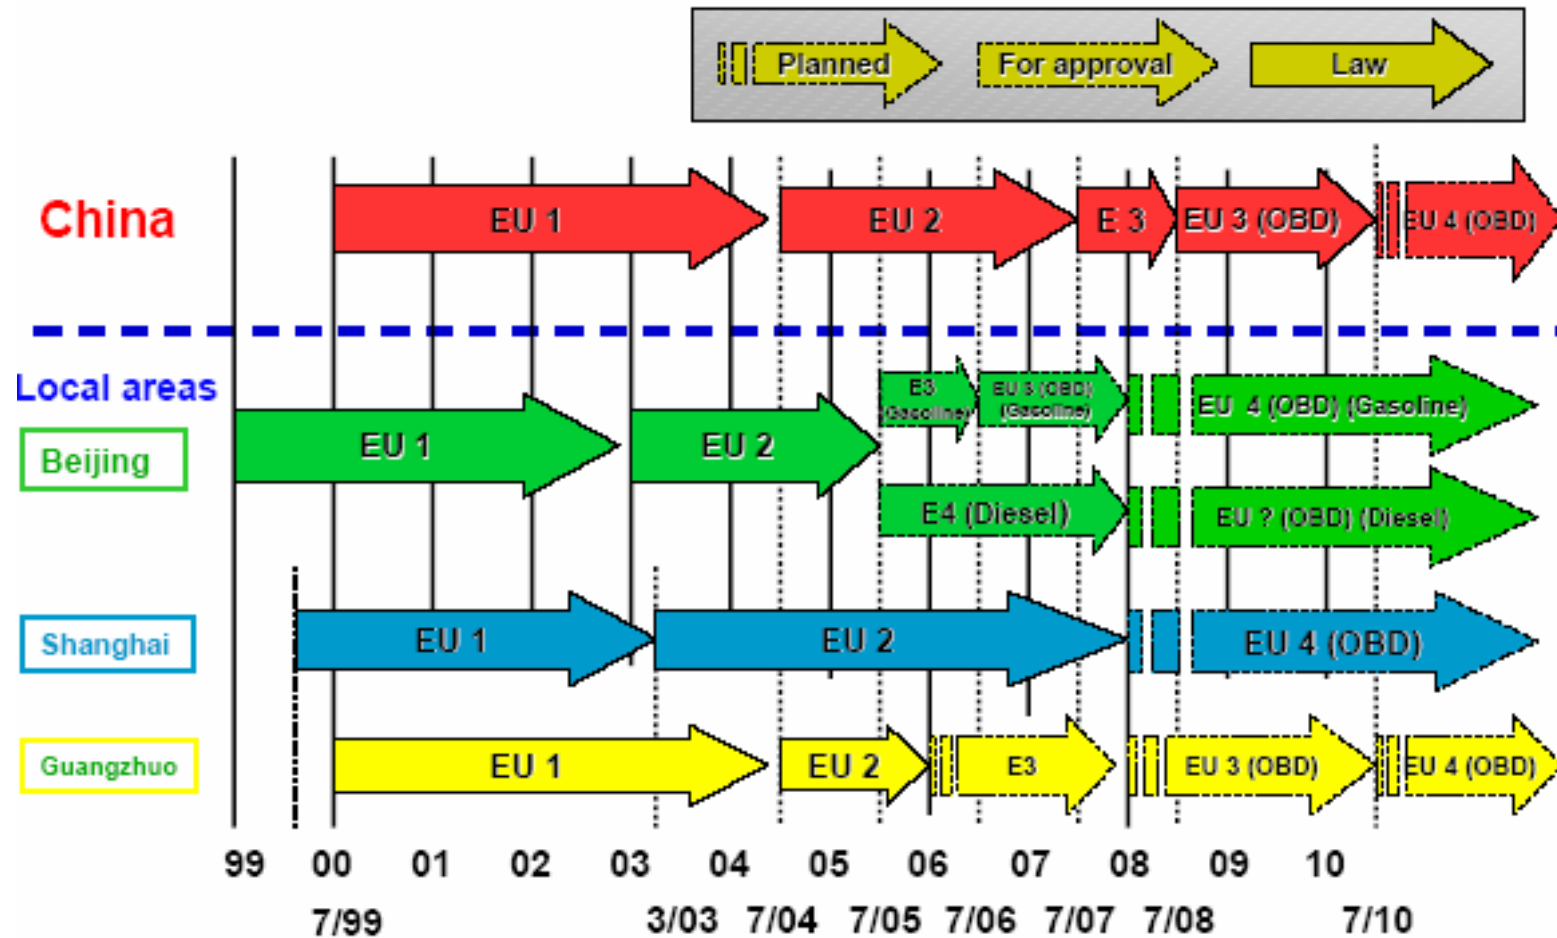 Planned For approval Law
China EU 1 EU 2 E 3 EU 3 (OBD) EU 4 (OBD)
Local areas
E3
(Gasoline)
EU 3 (OBD)
(Gasoline)
EU 4 (OBD) (Gasoline)
Beijing EU 1 EU 2
E4 (Diesel) EU ? (OBD) (Diesel)
Shanghai EU 1 EU 2 EU 4 (OBD)
Guangzhuo EU 1 EU 2 E3 EU 3 (OBD) EU 4 (OBD)
99 00 01 02 03 04 05 06 07 08 09 10
7/99 3/03 7/04 7/05 7/06 7/07 7/08 7/10